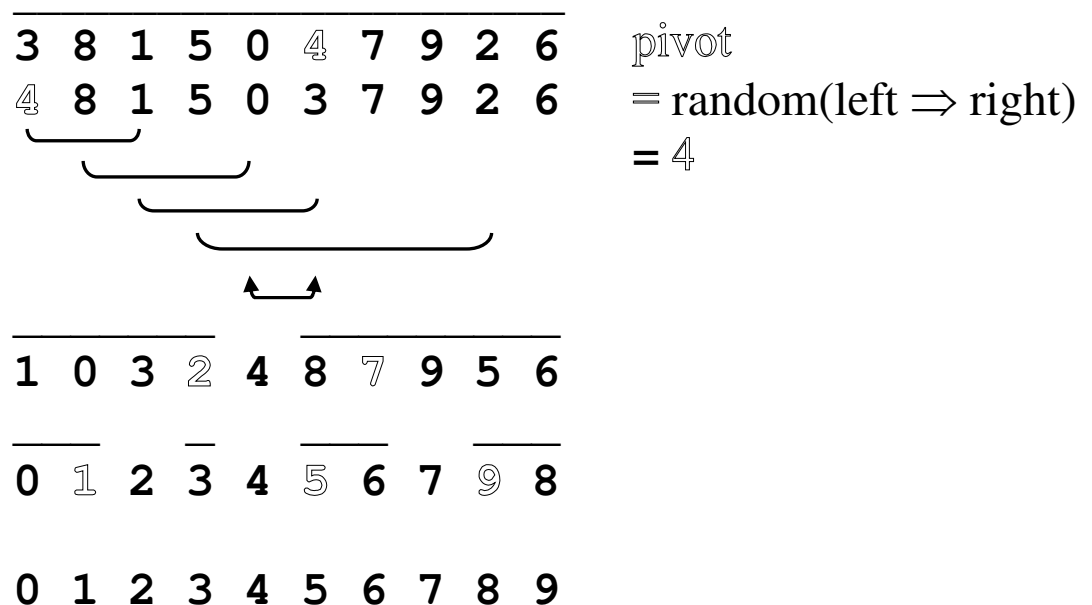 3 8 1 5 0 4 7 9 2 6
4 8 1 5 0 3 7 9 2 6
pivot
= random(left ⇒ right)
= 4
1 0 3 2 4 8 7 9 5 6
0 1 2 3 4 5 6 7 9 8
0 1 2 3 4 5 6 7 8 9